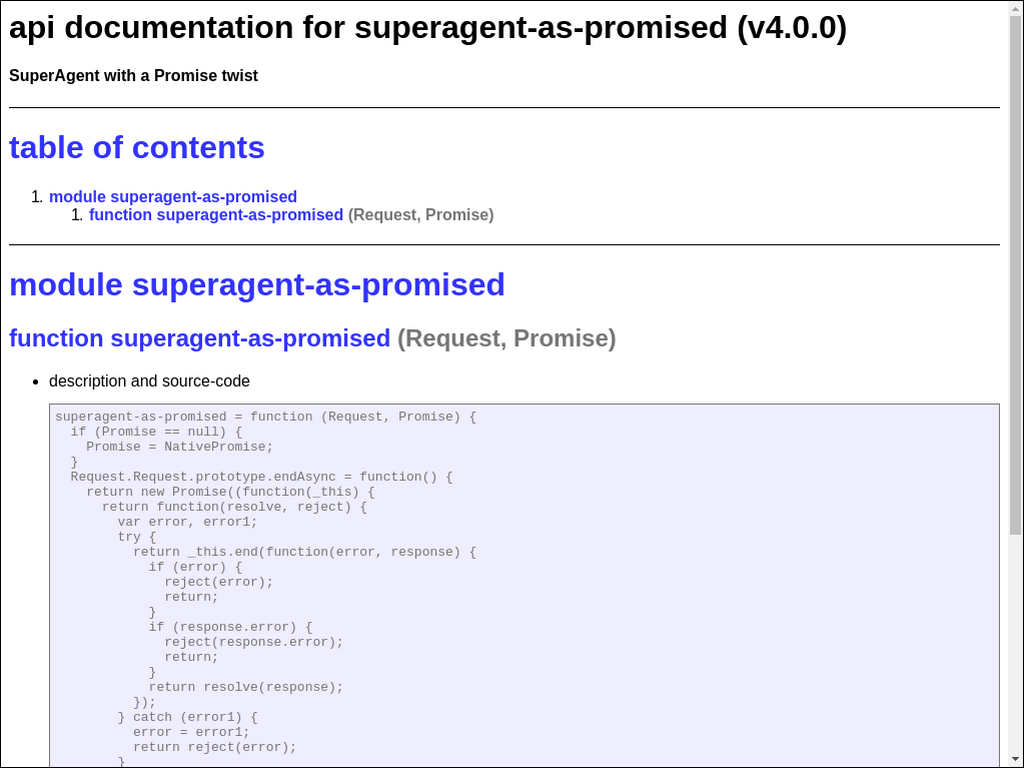 api documentation for superagent-as-promised (v4.0.0)
SuperAgent with a Promise twist
table of contents
1. module superagent-as-promised
1. function superagent-as-promised (Request, Promise)
module superagent-as-promised
function superagent-as-promised (Request, Promise)
• description and source-code
superagent-as-promised = function (Request, Promise) {
  if (Promise == null) {
    Promise = NativePromise;
  }
  Request.Request.prototype.endAsync = function() {
    return new Promise((function(_this) {
      return function(resolve, reject) {
        var error, error1;
        try {
          return _this.end(function(error, response) {
            if (error) {
              reject(error);
              return;
            }
            if (response.error) {
              reject(response.error);
              return;
            }
            return resolve(response);
          });
        } catch (error1) {
          error = error1;
          return reject(error);
        }